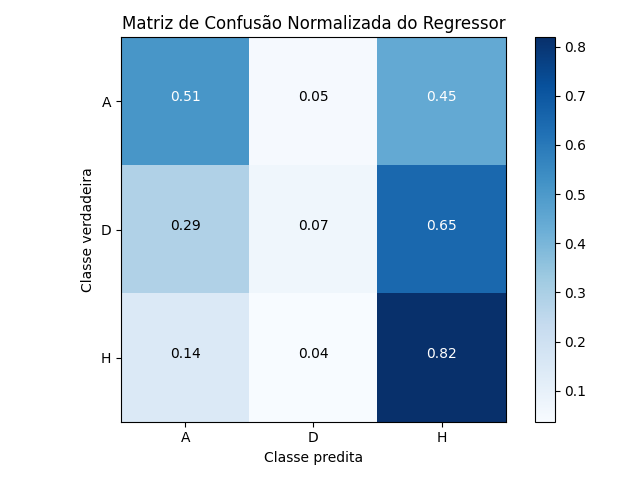 Matriz de Confusão Normalizada do Regressor
A 0.51 0.05 0.45
D 0.29 0.07 0.65
H 0.14 0.04 0.82
A D H
Classe predita
Classe verdadeira
0.8
0.7
0.6
0.5
0.4
0.3
0.2
0.1